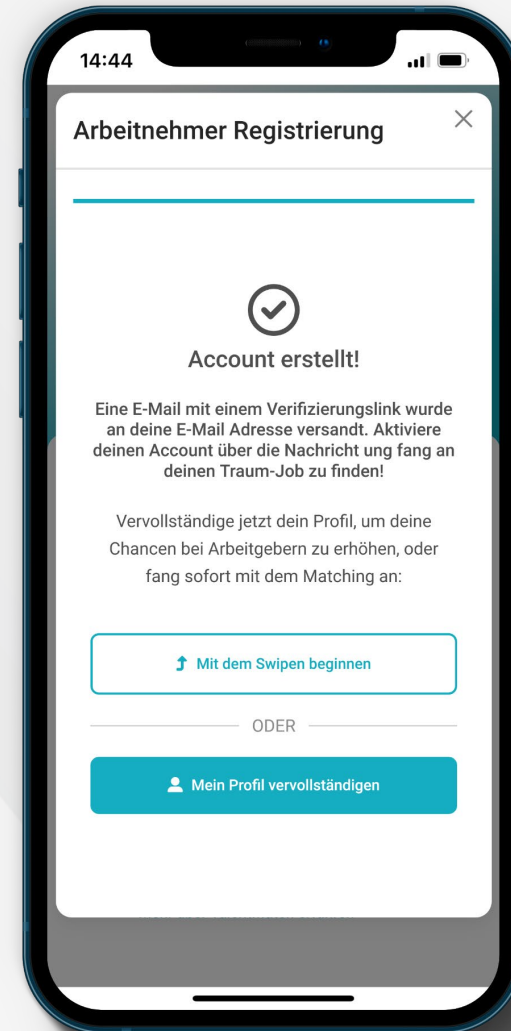 14:44
Arbeitnehmer Registrierung
Account erstellt!
Eine E-Mail mit einem Verifizierungslink wurde
an deine E-Mail Adresse versandt. Aktiviere
deinen Account über die Nachricht ung fang an
deinen Traum-Job zu finden!
Vervollständige jetzt dein Profil, um deine
Chancen bei Arbeitgebern zu erhöhen, oder
fang sofort mit dem Matching an:
Mit dem Swipen beginnen
ODER
Mein Profil vervollständigen